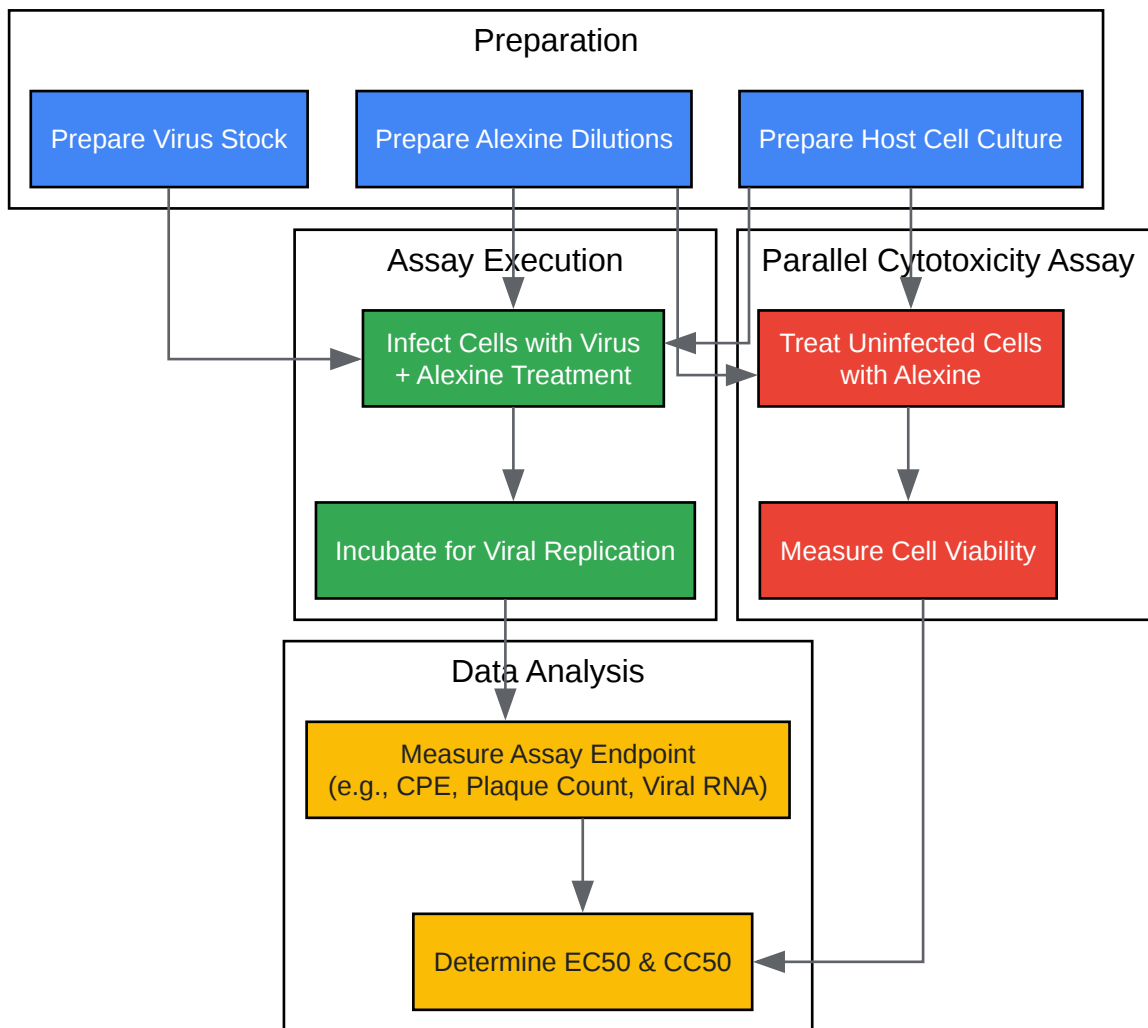 Preparation
Prepare Virus Stock
Prepare Alexine Dilutions
Prepare Host Cell Culture
Assay Execution
Parallel Cytotoxicity Assay
Infect Cells with Virus
+ Alexine Treatment
Treat Uninfected Cells
with Alexine
Incubate for Viral Replication
Measure Cell Viability
Data Analysis
Measure Assay Endpoint
(e.g., CPE, Plaque Count, Viral RNA)
Determine EC50 & CC50